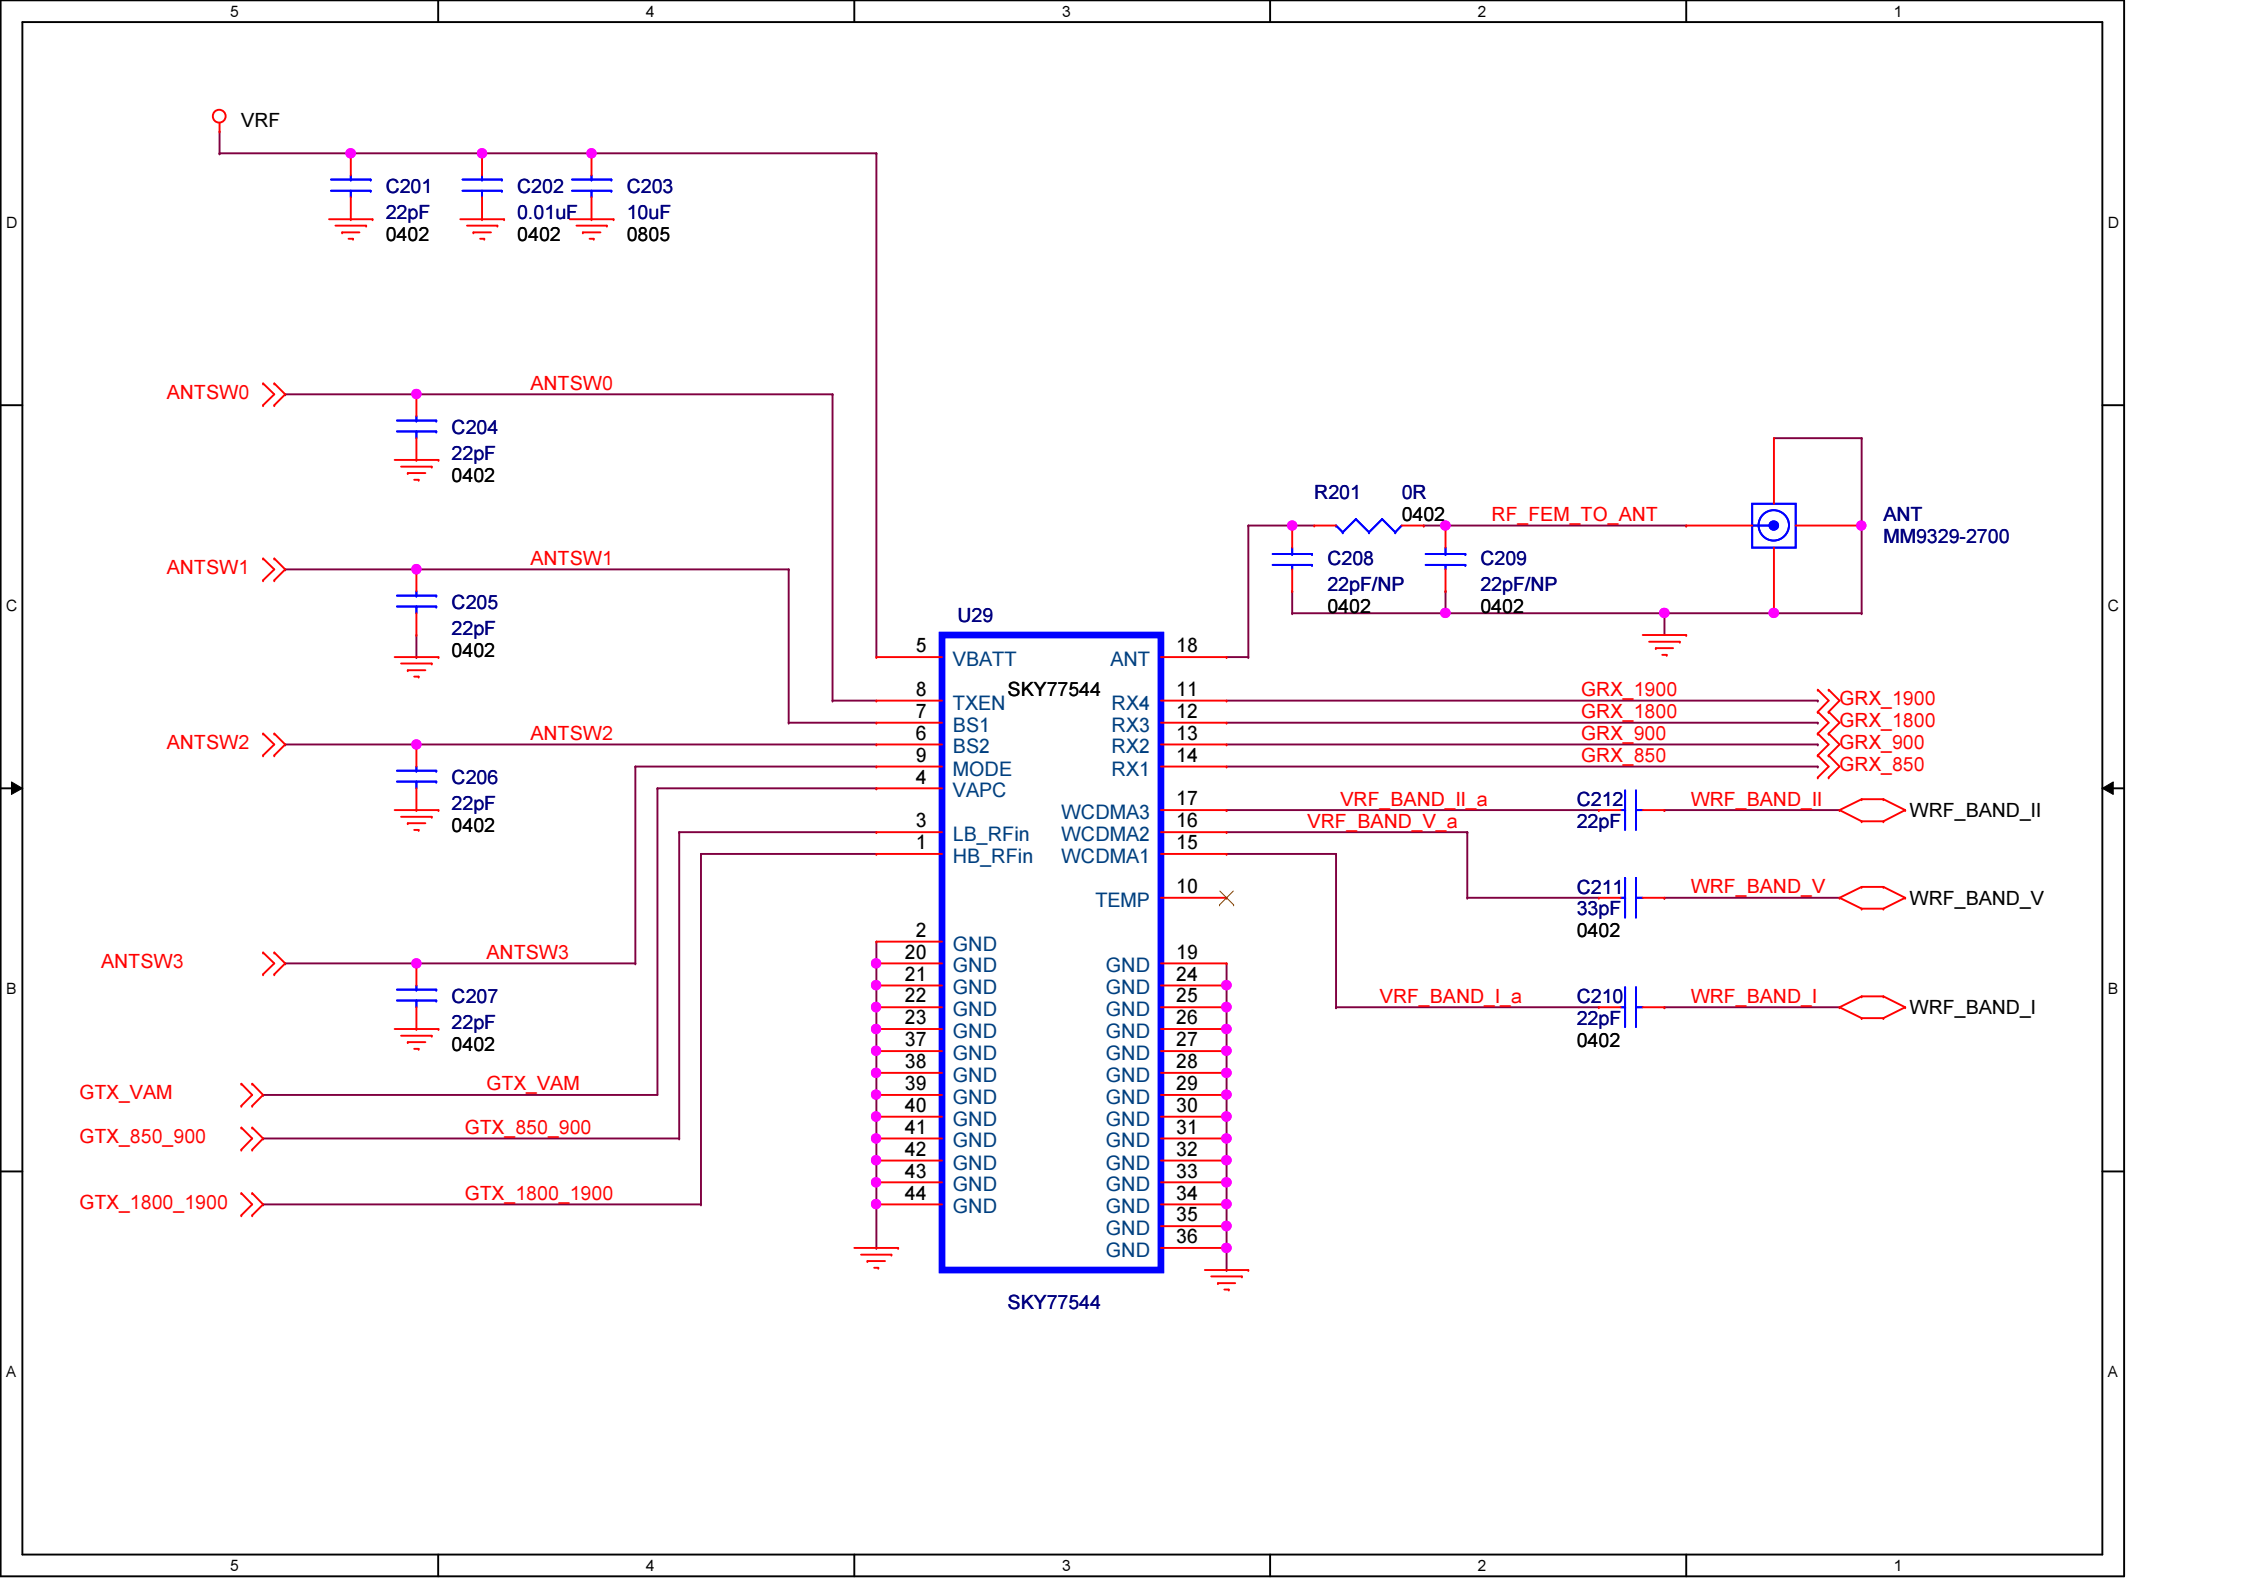 5 4 3 2 1
VRF
C201
22pF
0402
C202
0.01uF
0402
C203
10uF
0805
D D
ANTSW0 ANTSW0
C204
22pF
0402
ANTSW1 ANTSW1
C205
22pF
0402
ANTSW2 ANTSW2
C206
22pF
0402
ANTSW3 ANTSW3
C207
22pF
0402
GTX_VAM GTX_VAM
GTX_850_900 GTX_850_900
GTX_1800_1900 GTX_1800_1900
R201 0R
0402
RF_FEM_TO_ANT
ANT
MM9329-2700
C208
22pF/NP
0402
C209
22pF/NP
0402
C C
U29
SKY77544
5 VBATT
8 TXEN
7 BS1
6 BS2
9 MODE
4 VAPC
3 LB_RFin
1 HB_RFin
2 GND
20 GND
21 GND
22 GND
23 GND
37 GND
38 GND
39 GND
40 GND
41 GND
42 GND
43 GND
44 GND
ANT 18
RX4 11 GRX_1900 GRX_1900
RX3 12 GRX_1800 GRX_1800
RX2 13 GRX_900 GRX_900
RX1 14 GRX_850 GRX_850
WCDMA3 17 VRF_BAND_II_a
WCDMA2 16 VRF_BAND_V_a
WCDMA1 15
TEMP 10
GND 19
GND 24
GND 25
GND 26
GND 27
GND 28
GND 29
GND 30
GND 31
GND 32
GND 33
GND 34
GND 35
GND 36
SKY77544
C212
22pF
WRF_BAND_II WRF_BAND_II
C211
33pF
0402
WRF_BAND_V WRF_BAND_V
VRF_BAND_I_a
C210
22pF
0402
WRF_BAND_I WRF_BAND_I
B B
A A
5 4 3 2 1